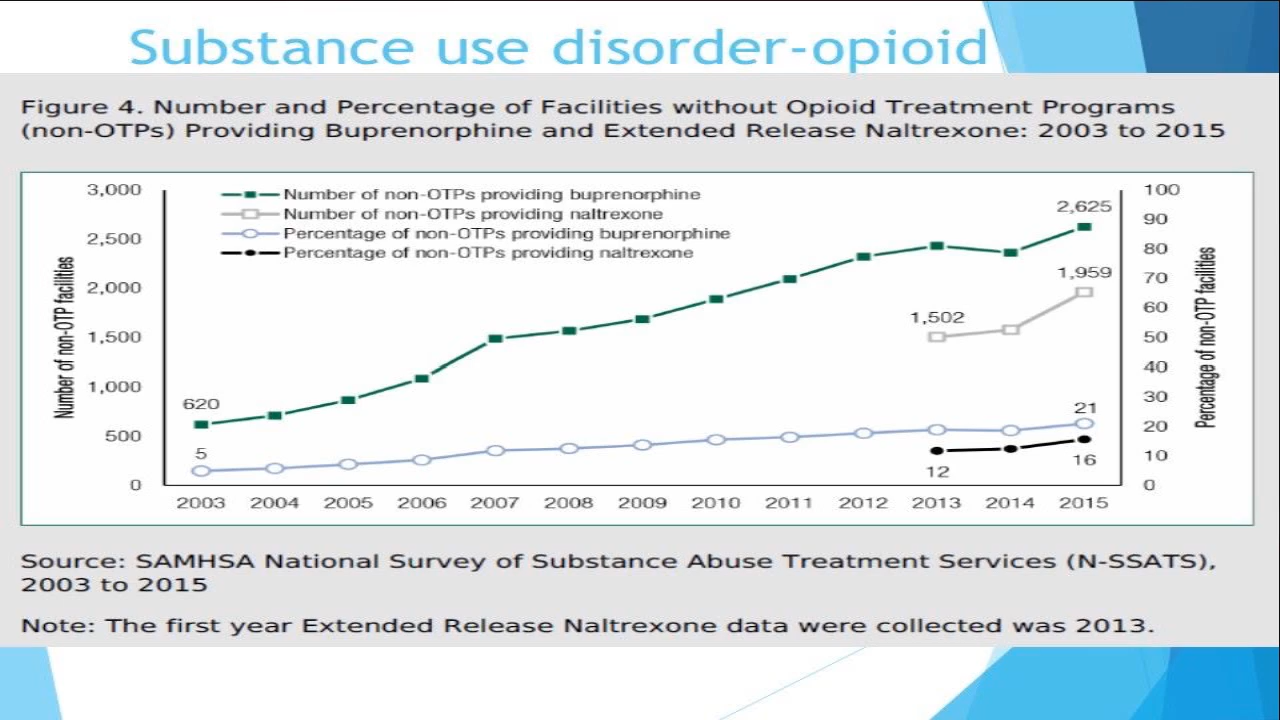 Substance use disorder-opioid
Figure 4. Number and Percentage of Facilities without Opioid Treatment Programs
(non-OTPs) Providing Buprenorphine and Extended Release Naltrexone: 2003 to 2015
Number of non-OTPs providing buprenorphine
Number of non-OTPs providing naltrexone
Percentage of non-OTPs providing buprenorphine
Percentage of non-OTPs providing naltrexone
Number of non-OTP facilities
3,000
2,500
2,000
1,500
1,000
500
0
620
5
1,502
12
2,625
1,959
21
16
100
90
80
70
60
50
40
30
20
10
0
Percentage of non-OTP facilities
2003 2004 2005 2006 2007 2008 2009 2010 2011 2012 2013 2014 2015
Source: SAMHSA National Survey of Substance Abuse Treatment Services (N-SSATS),
2003 to 2015
Note: The first year Extended Release Naltrexone data were collected was 2013.